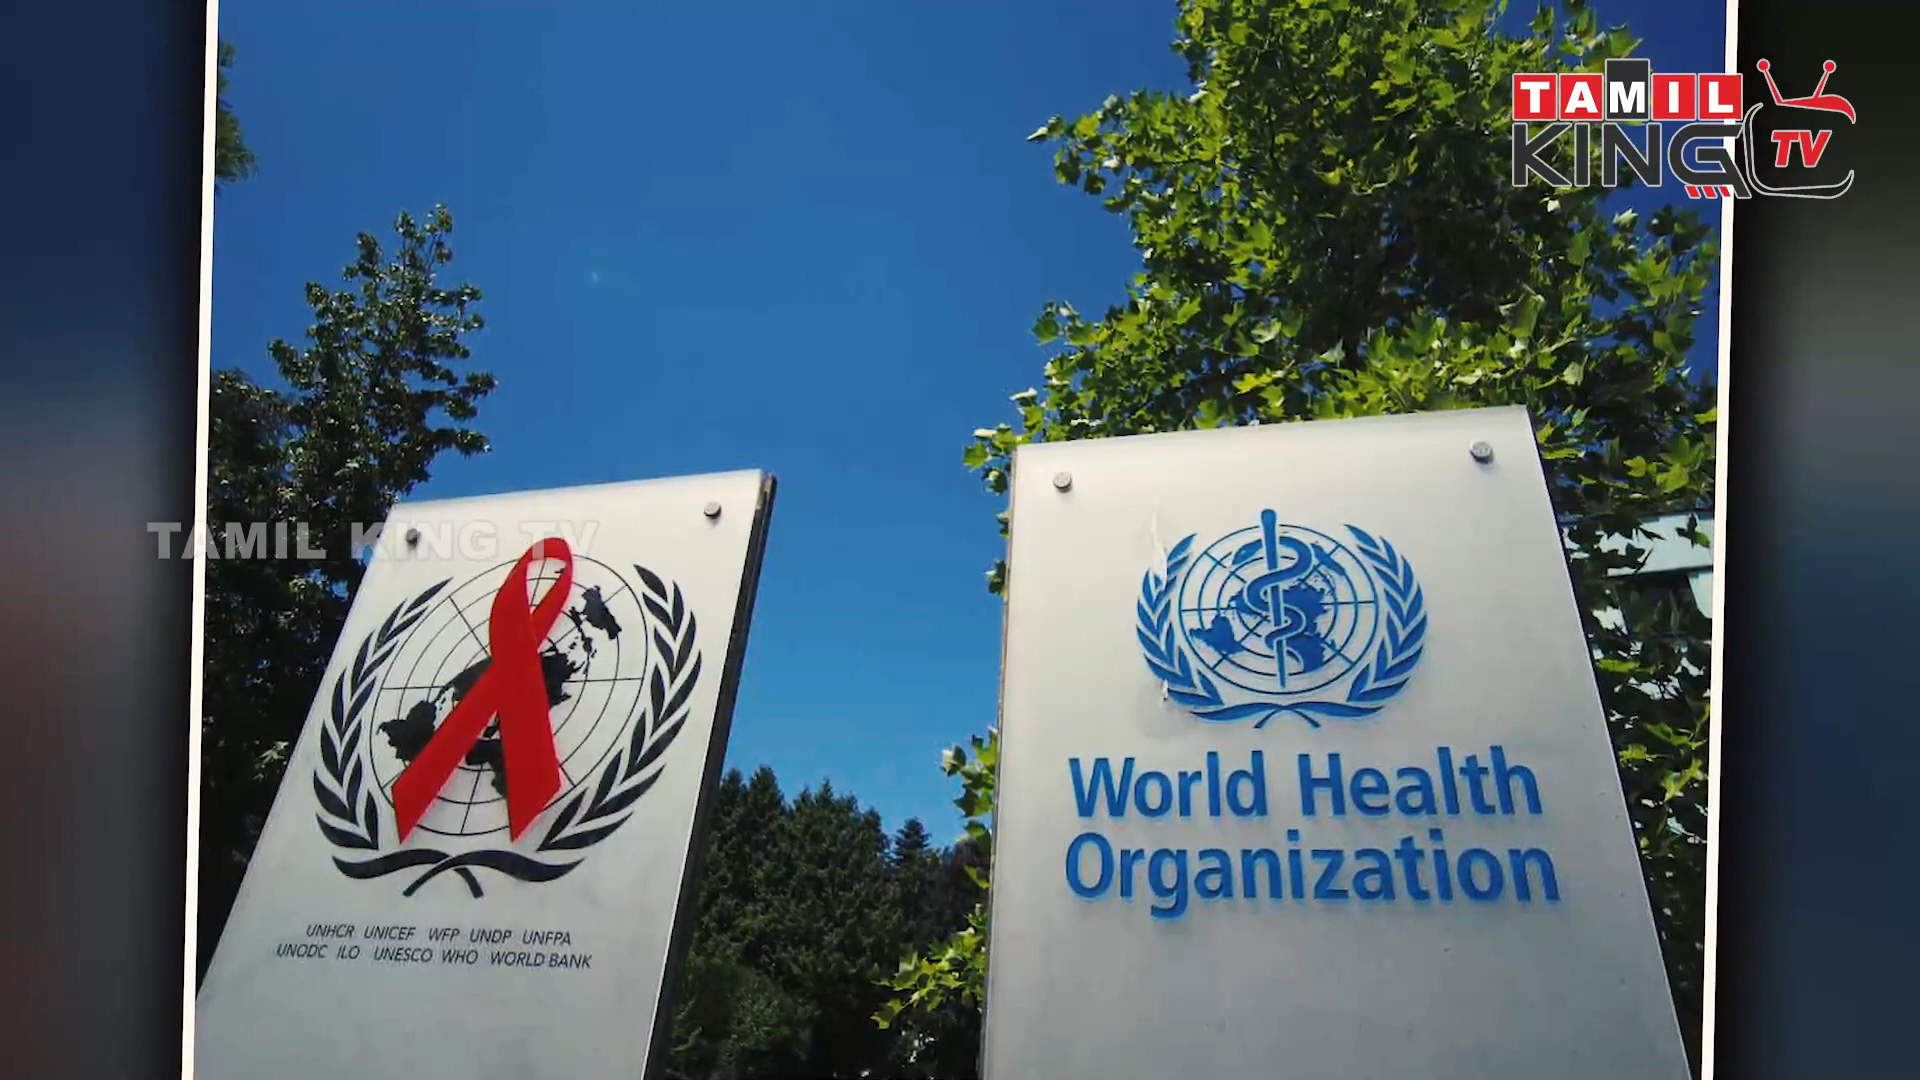 TAMIL
KING TV
TAMIL KING TV
UNHCR UNICEF WFP UNDP UNFPA
UNODC ILO UNESCO WHO WORLD BANK
World Health
Organization